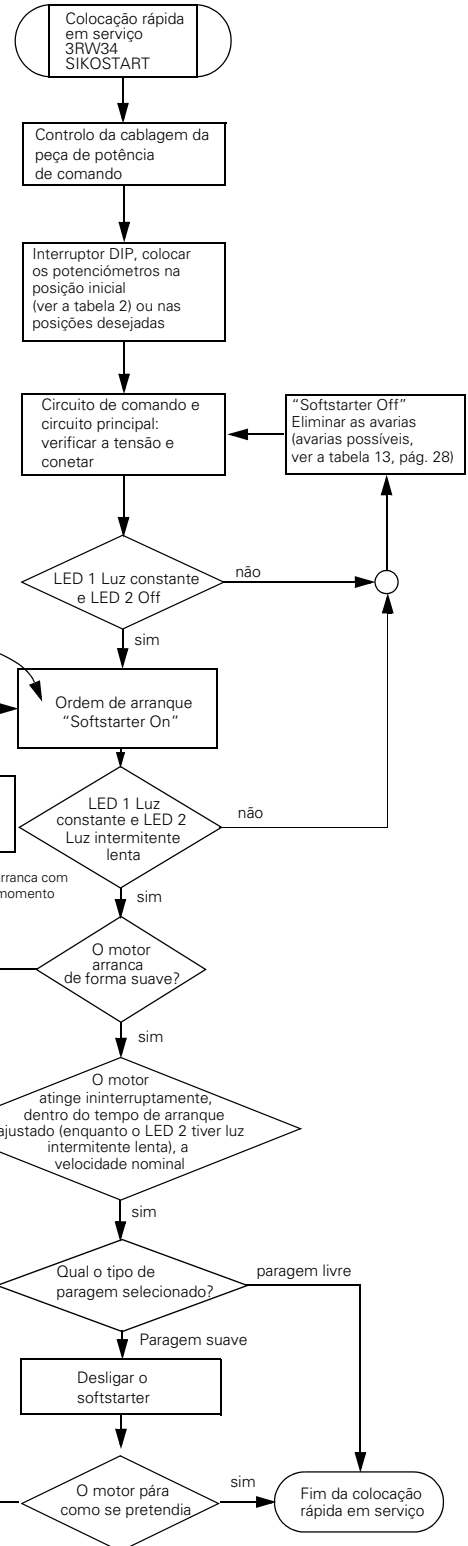 Colocação rápida
em serviço
3RW34
SIKOSTART
Controlo da cablagem da
peça de potência
de comando
Interruptor DIP, colocar
os potenciómetros na
posição inicial
(ver a tabela 2) ou nas
posições desejadas
Circuito de comando e
circuito principal:
verificar a tensão e
conetar
“Softstarter Off”
Eliminar as avarias
(avarias possíveis,
ver a tabela 13, pág. 28)
LED 1 Luz constante
e LED 2 Off
não
sim
Ordem de arranque
“Softstarter On”
LED 1 Luz
constante e LED 2
Luz intermitente
lenta
não
rranca com
momento
sim
O motor
arranca
de forma suave?
sim
O motor
atinge ininterruptamente,
dentro do tempo de arranque
ajustado (enquanto o LED 2 tiver luz
intermitente lenta), a
velocidade nominal
sim
Qual o tipo de
paragem selecionado?
paragem livre
Paragem suave
Desligar o
softstarter
O motor pára
como se pretendia
sim
Fim da colocação
rápida em serviço